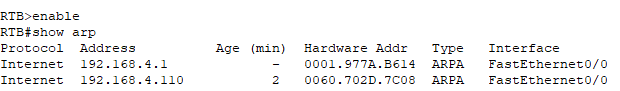 RTB>enable
RTB#show arp
Protocol  Address          Age (min)  Hardware Addr   Type   Interface
Internet  192.168.4.1             -   0001.977A.B614  ARPA   FastEthernet0/0
Internet  192.168.4.110           2   0060.702D.7C08  ARPA   FastEthernet0/0